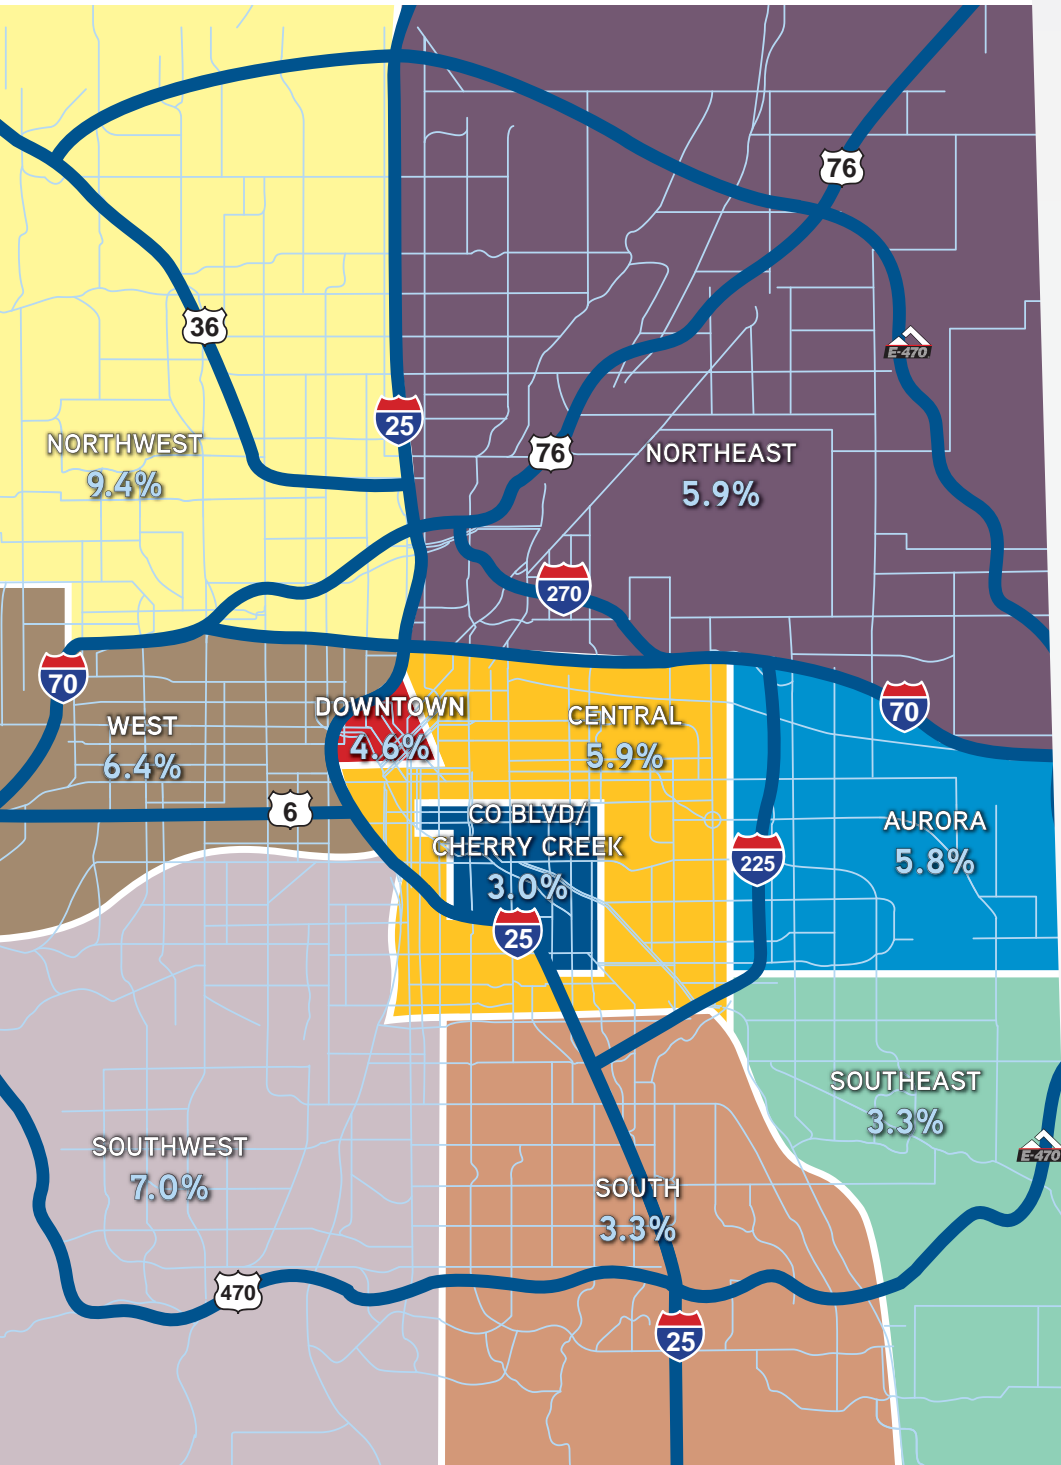 76
36
E-470
25
NORTHWEST
9.4%
76
NORTHEAST
5.9%
270
70
DOWNTOWN
4.6%
WEST
6.4%
CENTRAL
5.9%
70
6
CO BLVD/
CHERRY CREEK
3.0%
AURORA
5.8%
225
25
SOUTHEAST
3.3%
E-470
SOUTHWEST
7.0%
SOUTH
3.3%
470
25